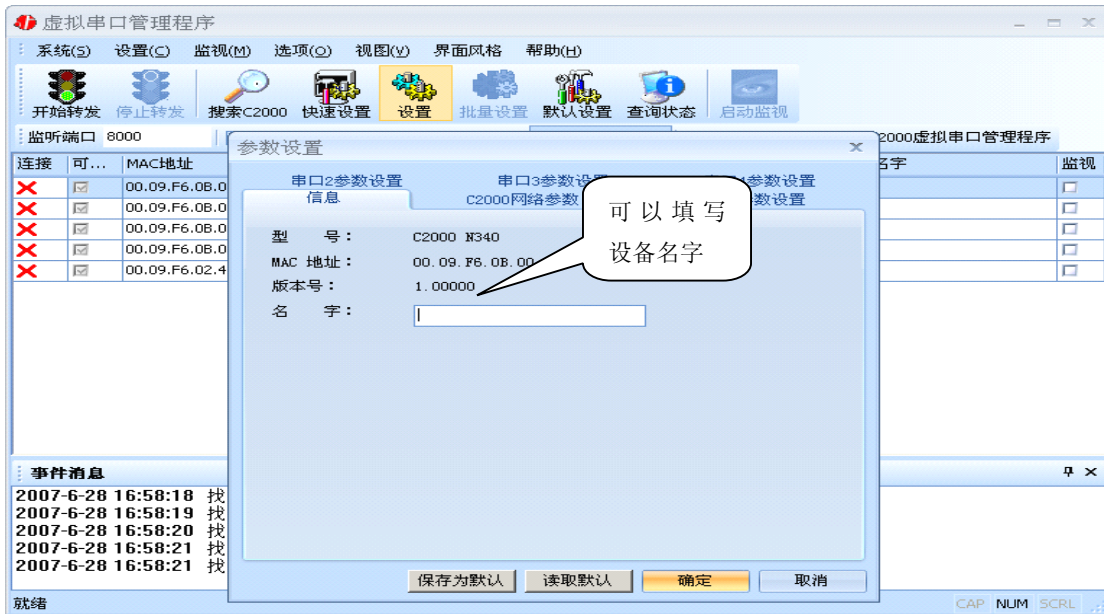 虚拟串口管理程序
系统(S) 设置(C) 监视(M) 选项(O) 视图(V) 界面风格 帮助(H)
开始转发 停止转发 搜索C2000 快速设置 设置 批量设置 默认设置 查询状态 启动监视
监听端口 8000
2000虚拟串口管理程序
连接 可... MAC地址 名字 监视
00.09.F6.0B.0
00.09.F6.0B.0
00.09.F6.0B.0
00.09.F6.0B.0
00.09.F6.02.4
参数设置
串口2参数设置 串口3参数设置 参数设置
信息 C2000网络参数 数设置
可以填写
设备名字
型 号： C2000 N340
MAC 地址： 00.09.F6.0B.00
版本号： 1.00000
名 字：
保存为默认 读取默认 确定 取消
事件消息
2007-6-28 16:58:18 找
2007-6-28 16:58:19 找
2007-6-28 16:58:20 找
2007-6-28 16:58:21 找
2007-6-28 16:58:21 找
就绪 CAP NUM SCRL